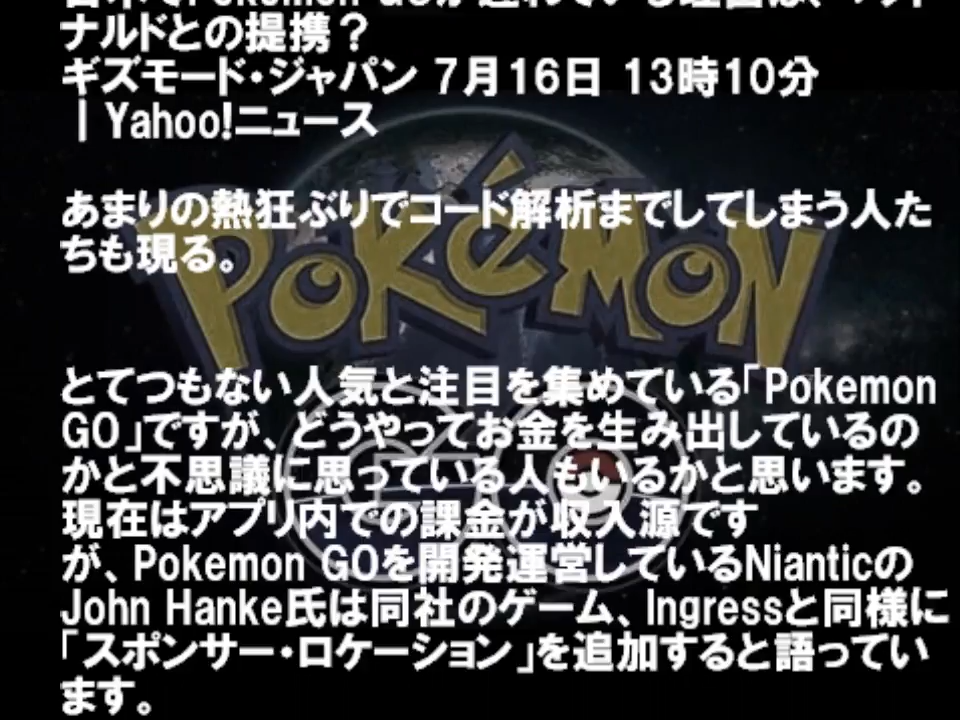 ナルドとの提携？
ギズモード・ジャパン 7月16日 13時10分
| Yahoo!ニュース
あまりの熱狂ぶりでコード解析までしてしまう人た
ちも現る。
POKéMON
GO
とてつもない人気と注目を集めている「Pokemon
GO」ですが、どうやってお金を生み出しているの
かと不思議に思っている人もいるかと思います。
現在はアプリ内での課金が収入源です
が、Pokemon GOを開発運営しているNianticの
John Hanke氏は同社のゲーム、Ingressと同様に
「スポンサー・ロケーション」を追加すると語ってい
ます。